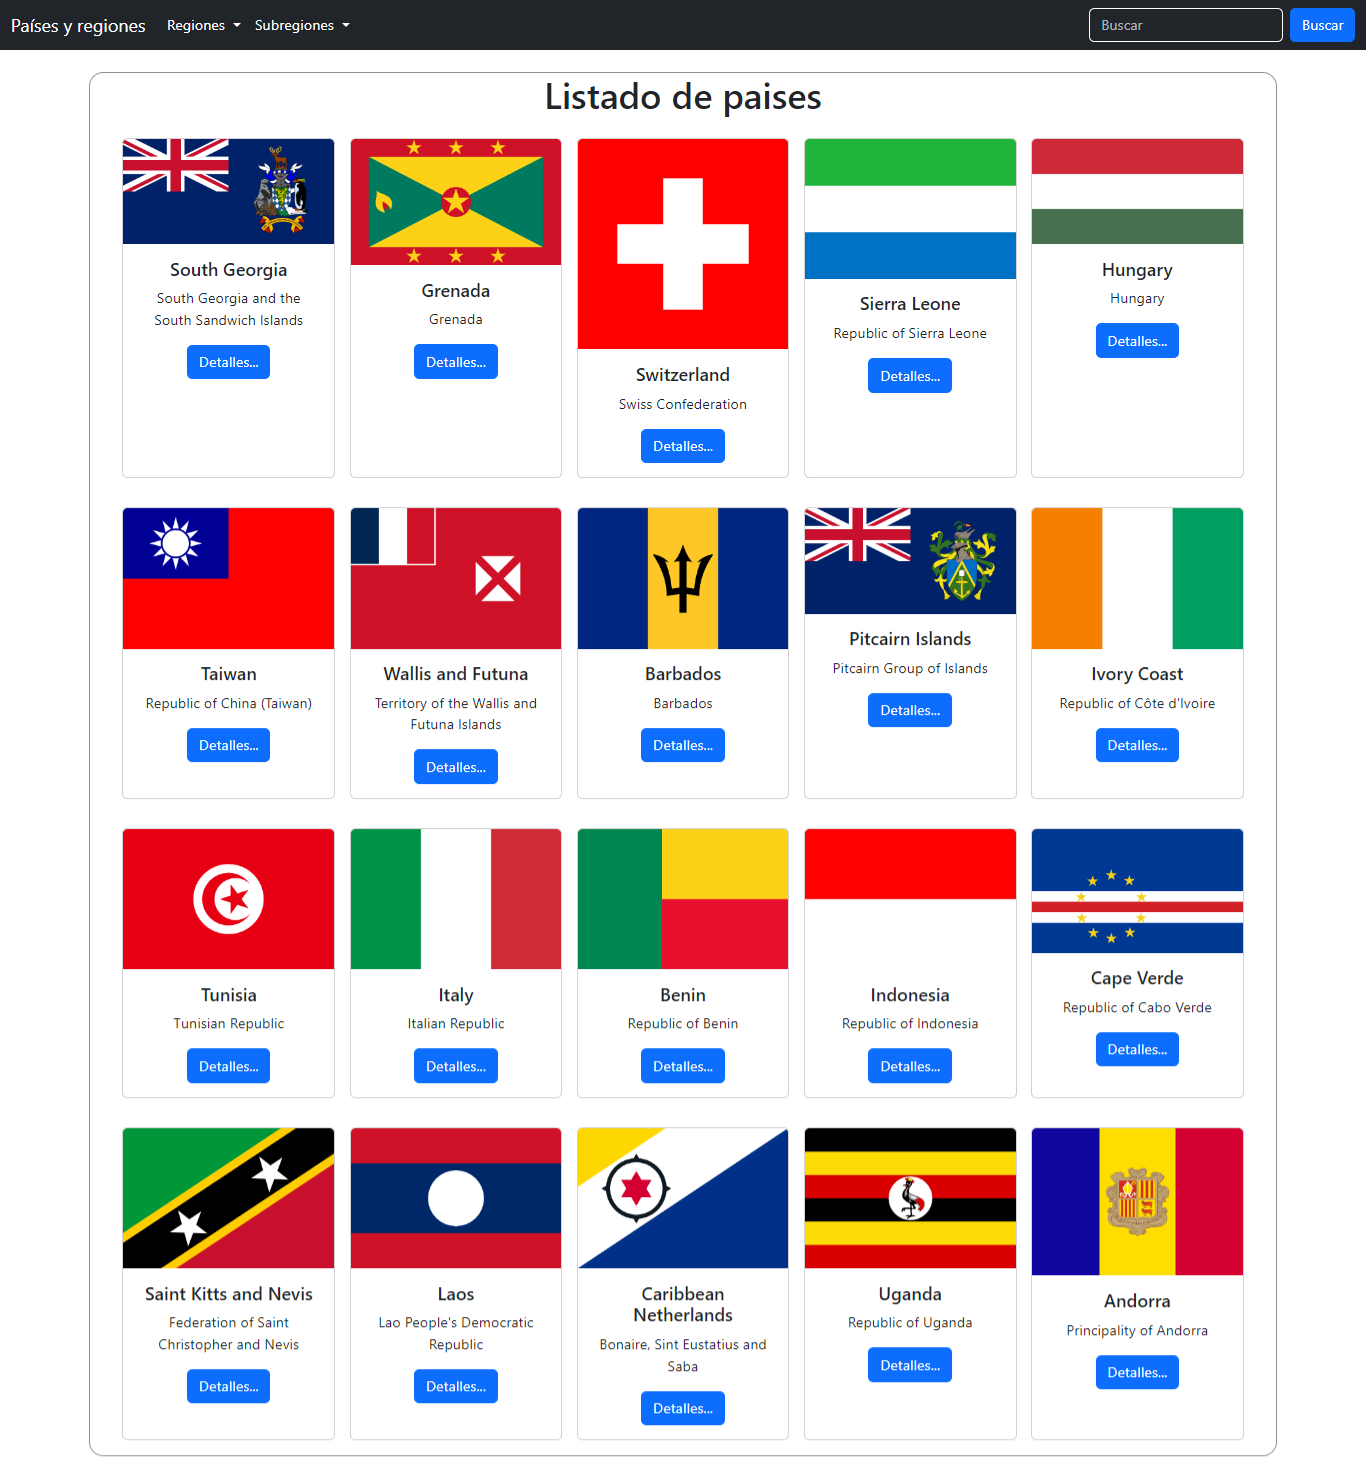 Países y regiones
Regiones
Subregiones
Buscar
Buscar
Listado de paises
South Georgia
South Georgia and the
South Sandwich Islands
Detalles...
Grenada
Grenada
Detalles...
Switzerland
Swiss Confederation
Detalles...
Sierra Leone
Republic of Sierra Leone
Detalles...
Hungary
Hungary
Detalles...
Taiwan
Republic of China (Taiwan)
Detalles...
Wallis and Futuna
Territory of the Wallis and
Futuna Islands
Detalles...
Barbados
Barbados
Detalles...
Pitcairn Islands
Pitcairn Group of Islands
Detalles...
Ivory Coast
Republic of Côte d'Ivoire
Detalles...
Tunisia
Tunisian Republic
Detalles...
Italy
Italian Republic
Detalles...
Benin
Republic of Benin
Detalles...
Indonesia
Republic of Indonesia
Detalles...
Cape Verde
Republic of Cabo Verde
Detalles...
Saint Kitts and Nevis
Federation of Saint
Christopher and Nevis
Detalles...
Laos
Lao People's Democratic
Republic
Detalles...
Caribbean
Netherlands
Bonaire, Sint Eustatius and
Saba
Detalles...
Uganda
Republic of Uganda
Detalles...
Andorra
Principality of Andorra
Detalles...